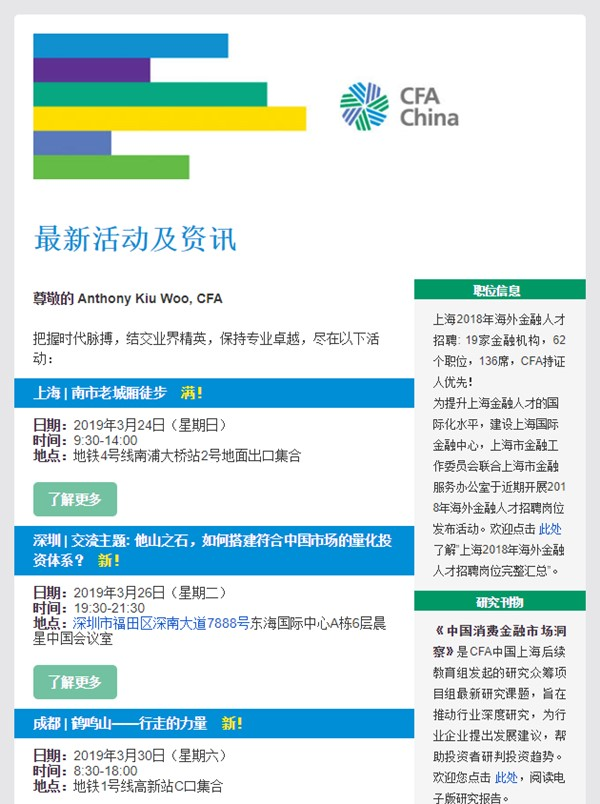 CFA
China
最新活动及资讯
尊敬的 Anthony Kiu Woo, CFA
把握时代脉搏，结交业界精英，保持专业卓越，尽在以下活
动：
上海 | 南市老城厢徒步 满！
日期：2019年3月24日（星期日）
时间：9:30-14:00
地点：地铁4号线南浦大桥站2号地面出口集合
了解更多
深圳 | 交流主题: 他山之石，如何搭建符合中国市场的量化投
资体系？ 新！
日期：2019年3月26日（星期二）
时间：19:30-21:30
地点：深圳市福田区深南大道7888号东海国际中心A栋6层晨
星中国会议室
了解更多
成都 | 鹤鸣山——行走的力量 新！
日期：2019年3月30日（星期六）
时间：8:30-18:00
地点：地铁1号线高新站C口集合
职位信息
上海2018年海外金融人才
招聘: 19家金融机构，62
个职位，136席，CFA持证
人优先！
为提升上海金融人才的国
际化水平，建设上海国际
金融中心，上海市金融工
作委员会联合上海市金融
服务办公室于近期开展201
8年海外金融人才招聘岗位
发布活动。欢迎点击 此处
了解”上海2018年海外金融
人才招聘岗位完整汇总”。
研究刊物
《中国消费金融市场洞
察》是CFA中国上海后续
教育组发起的研究众筹项
目组最新研究课题，旨在
推动行业深度研究，为行
业企业提出发展建议，帮
助投资者研判投资趋势。
欢迎您点击 此处，阅读电
子版研究报告。